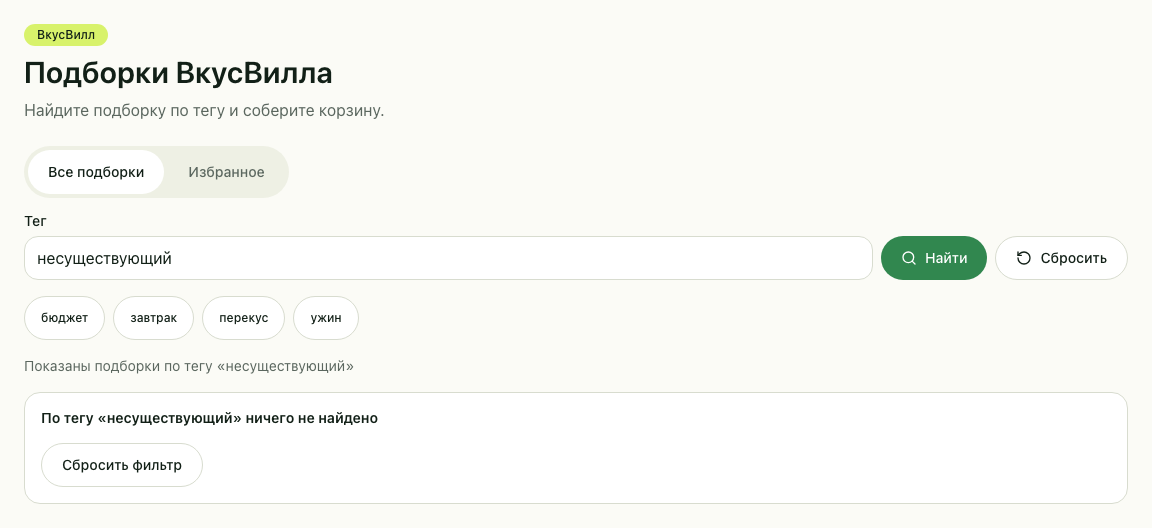 ВкусВилл
Подборки ВкусВилла
Найдите подборку по тегу и соберите корзину.
Все подборки Избранное
Тег
несуществующий Найти Сбросить
бюджет завтрак перекус ужин
Показаны подборки по тегу «несуществующий»
По тегу «несуществующий» ничего не найдено
Сбросить фильтр